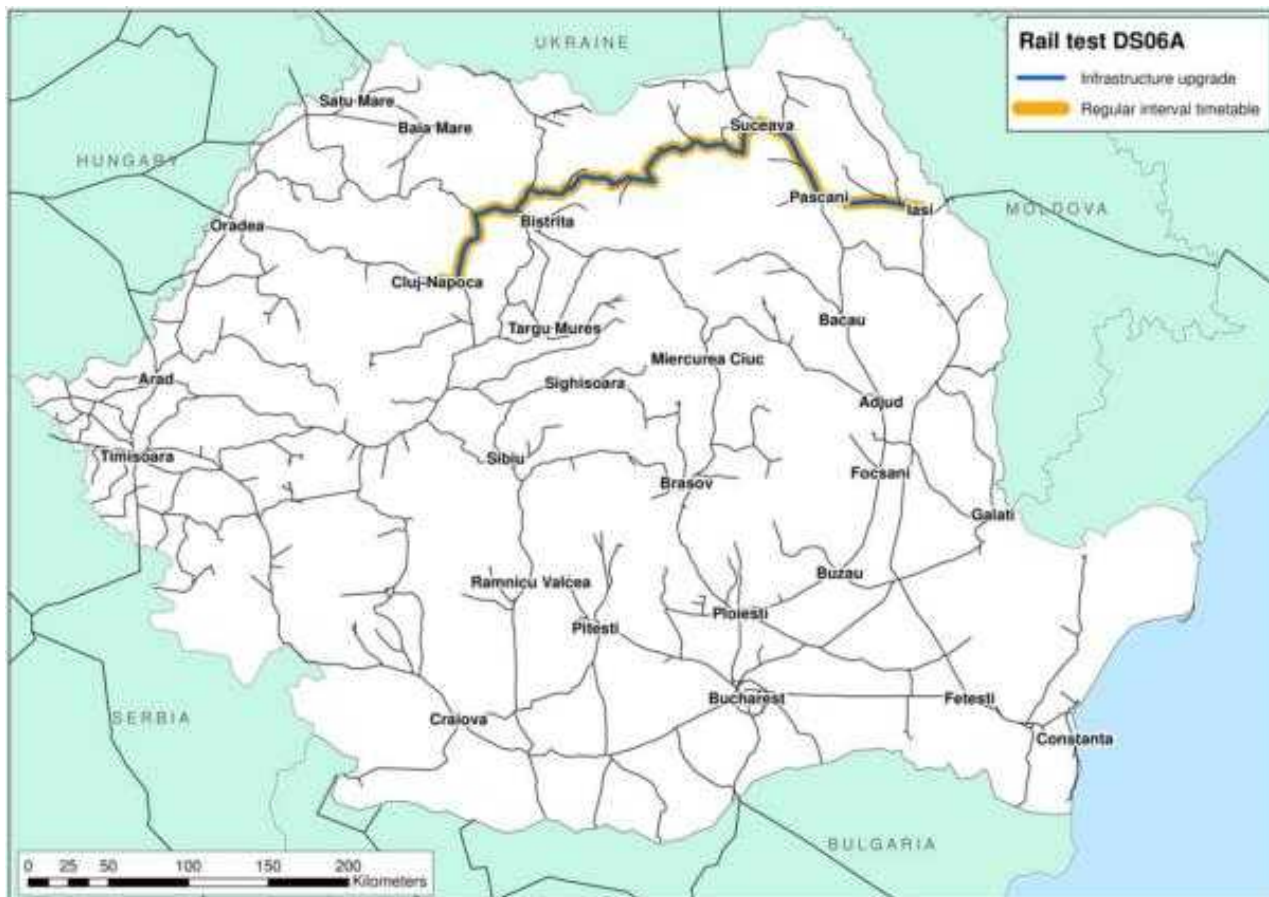 UKRAINE
Rail test DS06A
Infrastructure upgrade
Regular interval timetable
Satu Mare
Baia Mare
Suceava
HUNGARY
Pascani
Iasi
MOLDOVA
Oradea
Bistrita
Cluj-Napoca
Targu Mures
Bacau
Miercurea Ciuc
Arad
Sighisoara
Adjud
Timisoara
Sibiu
Focsani
Brasov
Galati
Ramnicu Valcea
Buzau
Ploiesti
Pitesti
Bucharest
Fetesti
SERBIA
Craiova
Constanta
BULGARIA
0 25 50 100 150 200
Kilometers